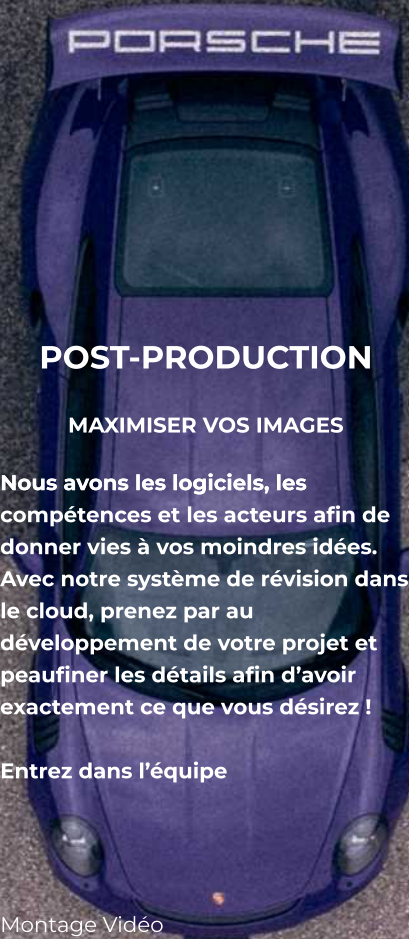 PORSCHE
POST-PRODUCTION
MAXIMISER VOS IMAGES
Nous avons les logiciels, les
compétences et les acteurs afin de
donner vies à vos moindres idées.
Avec notre système de révision dans
le cloud, prenez par au
développement de votre projet et
peaufiner les détails afin d’avoir
exactement ce que vous désirez !
.
Entrez dans l’équipe
Montage Vidéo